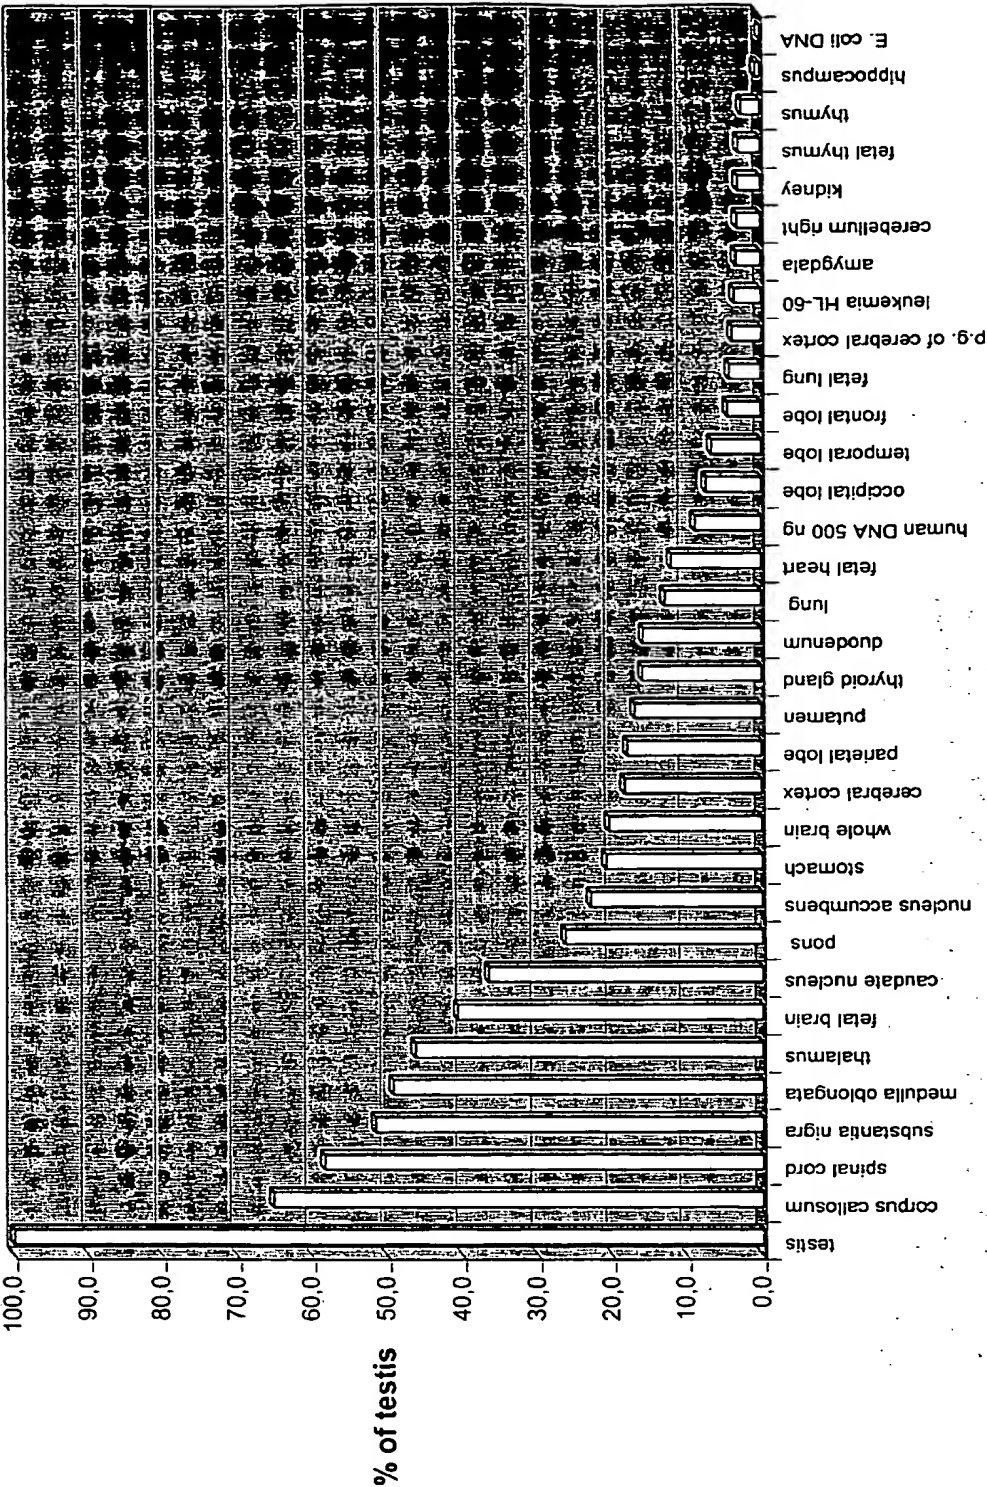 % of testis
100,0
90,0
80,0
70,0
60,0
50,0
40,0
30,0
20,0
10,0
0,0
testis
corpus callosum
spinal cord
substantia nigra
medulla oblongata
thalamus
fetal brain
caudate nucleus
pons
nucleus accumbens
stomach
whole brain
cerebral cortex
parietal lobe
putamen
thyroid gland
duodenum
lung
fetal heart
human DNA 500 ng
occipital lobe
temporal lobe
frontal lobe
fetal lung
p.g. of cerebral cortex
leukemia HL-60
amygdala
cerebellum right
kidney
fetal thymus
thymus
hippocampus
E. coli DNA